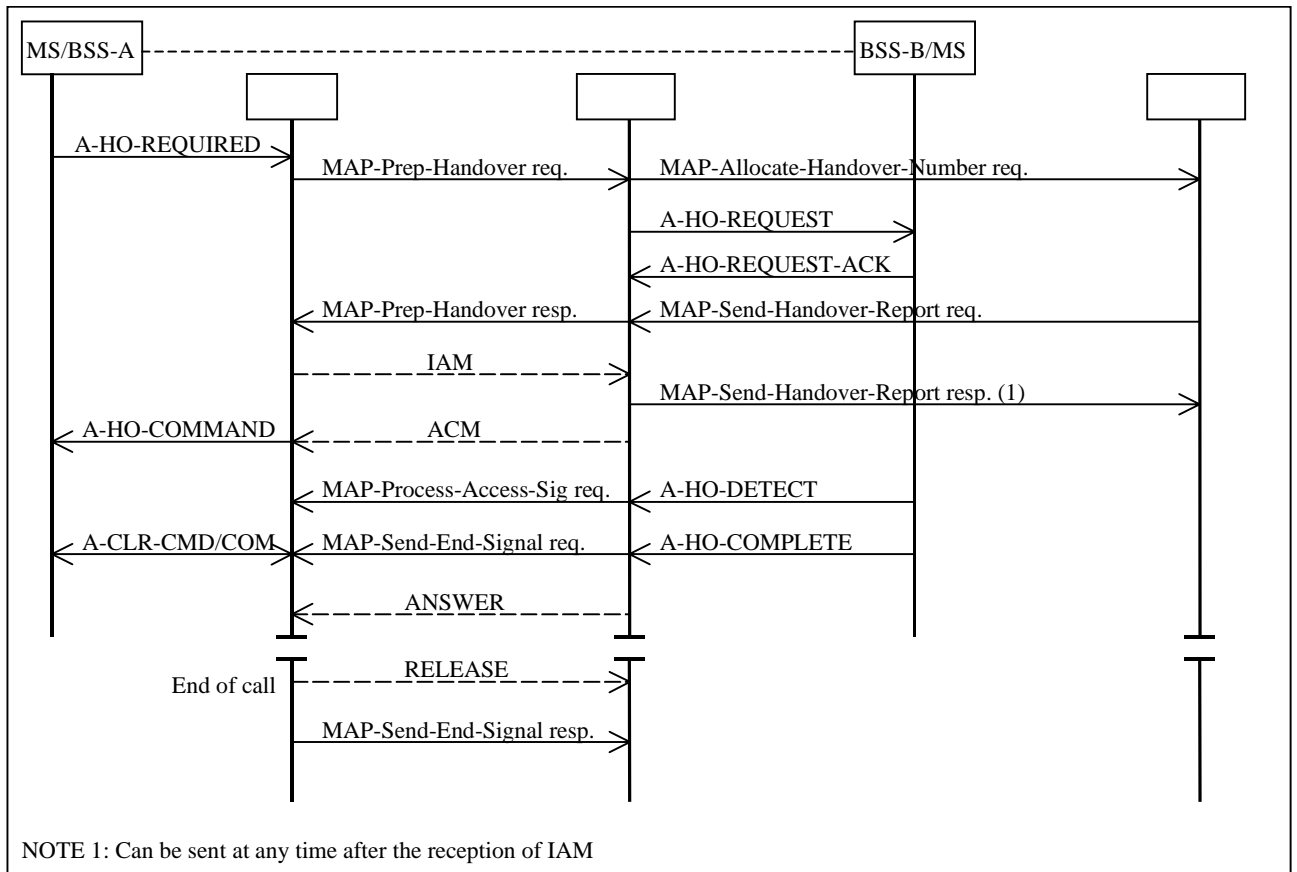 MS/BSS-A
BSS-B/MS
A-HO-REQUIRED
MAP-Prep-Handover req.
MAP-Allocate-Handover-Number req.
A-HO-REQUEST
A-HO-REQUEST-ACK
MAP-Prep-Handover resp.
MAP-Send-Handover-Report req.
IAM
MAP-Send-Handover-Report resp. (1)
A-HO-COMMAND
ACM
MAP-Process-Access-Sig req.
A-HO-DETECT
A-CLR-CMD/COM
MAP-Send-End-Signal req.
A-HO-COMPLETE
ANSWER
RELEASE
End of call
MAP-Send-End-Signal resp.
NOTE 1: Can be sent at any time after the reception of IAM